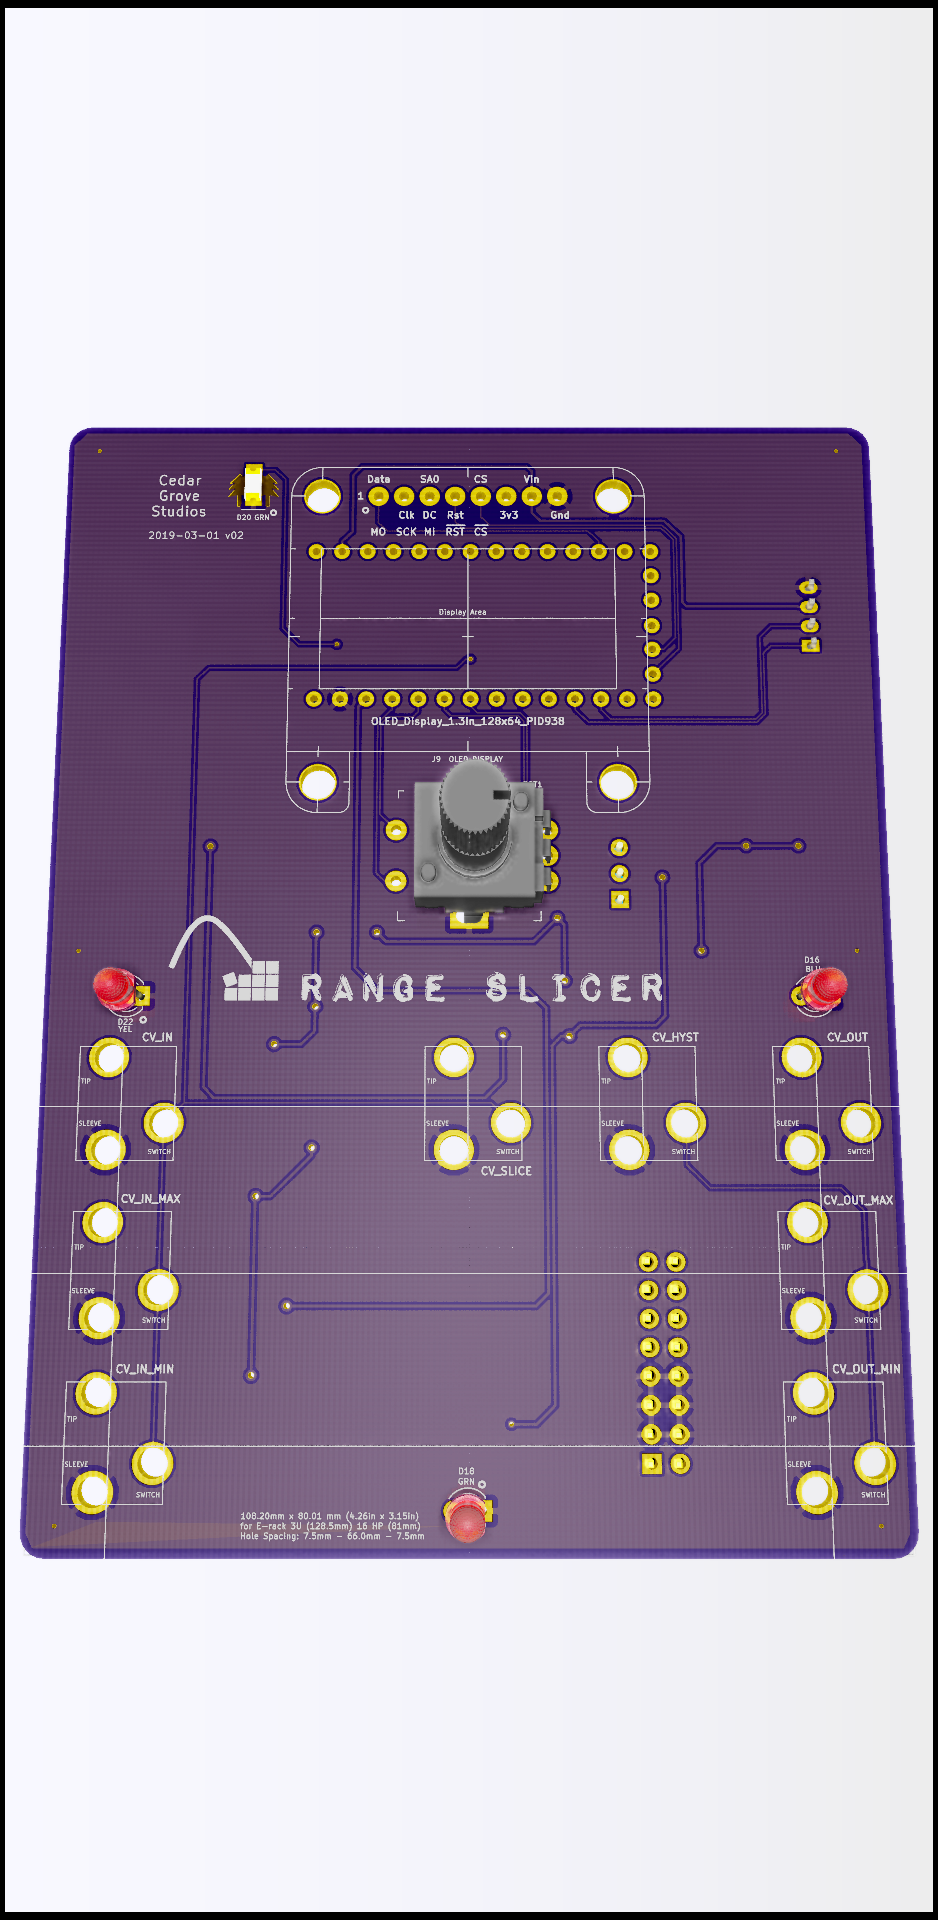 Cedar
Grove
Studios
2019-03-01 v02
D20 GRN
Data SAO CS Vin
1
Clk DC Rst 3v3 Gnd
MO SCK Mi RST CS
Display Area
OLED_Display_1.3in_128x64_PID938
J9 OLED_DISPLAY
RANGE SLICER
D22
YEL
D16
BLU
CV_IN
TIP
SLEEVE
SWITCH
TIP
SLEEVE
SWITCH
CV_SLICE
CV_HYST
TIP
SLEEVE
SWITCH
CV_OUT
TIP
SLEEVE
SWITCH
CV_IN_MAX
TIP
SLEEVE
SWITCH
CV_OUT_MAX
TIP
SLEEVE
SWITCH
CV_IN_MIN
TIP
SLEEVE
SWITCH
CV_OUT_MIN
TIP
SLEEVE
SWITCH
D18
GRN
108.20mm x 80.01 mm (4.26in x 3.15in)
for E-rack 3U (128.5mm) 16 HP (81mm)
Hole Spacing: 7.5mm - 66.0mm - 7.5mm